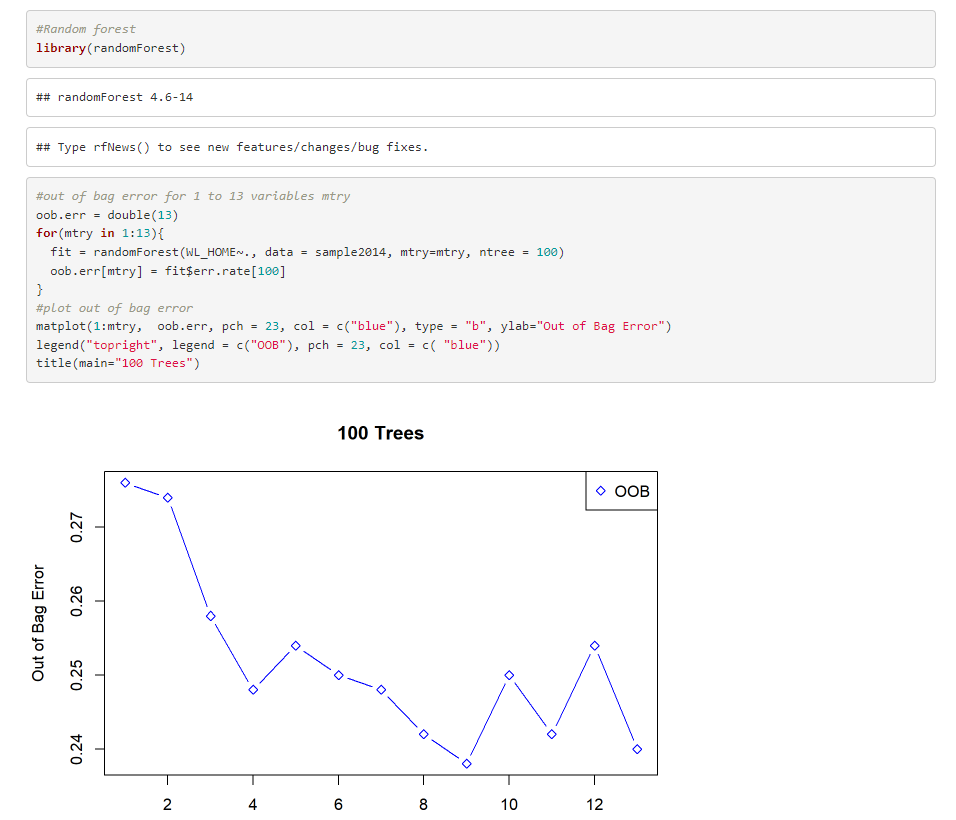 #Random forest
library(randomForest)
## randomForest 4.6-14
## Type rfNews() to see new features/changes/bug fixes.
#out of bag error for 1 to 13 variables mtry
oob.err = double(13)
for(mtry in 1:13){
  fit = randomForest(WL_HOME~., data = sample2014, mtry=mtry, ntree = 100)
  oob.err[mtry] = fit$err.rate[100]
}
#plot out of bag error
matplot(1:mtry,  oob.err, pch = 23, col = c("blue"), type = "b", ylab="Out of Bag Error")
legend("topright", legend = c("OOB"), pch = 23, col = c( "blue"))
title(main="100 Trees")
100 Trees
OOB
Out of Bag Error
0.27
0.26
0.25
0.24
2 4 6 8 10 12